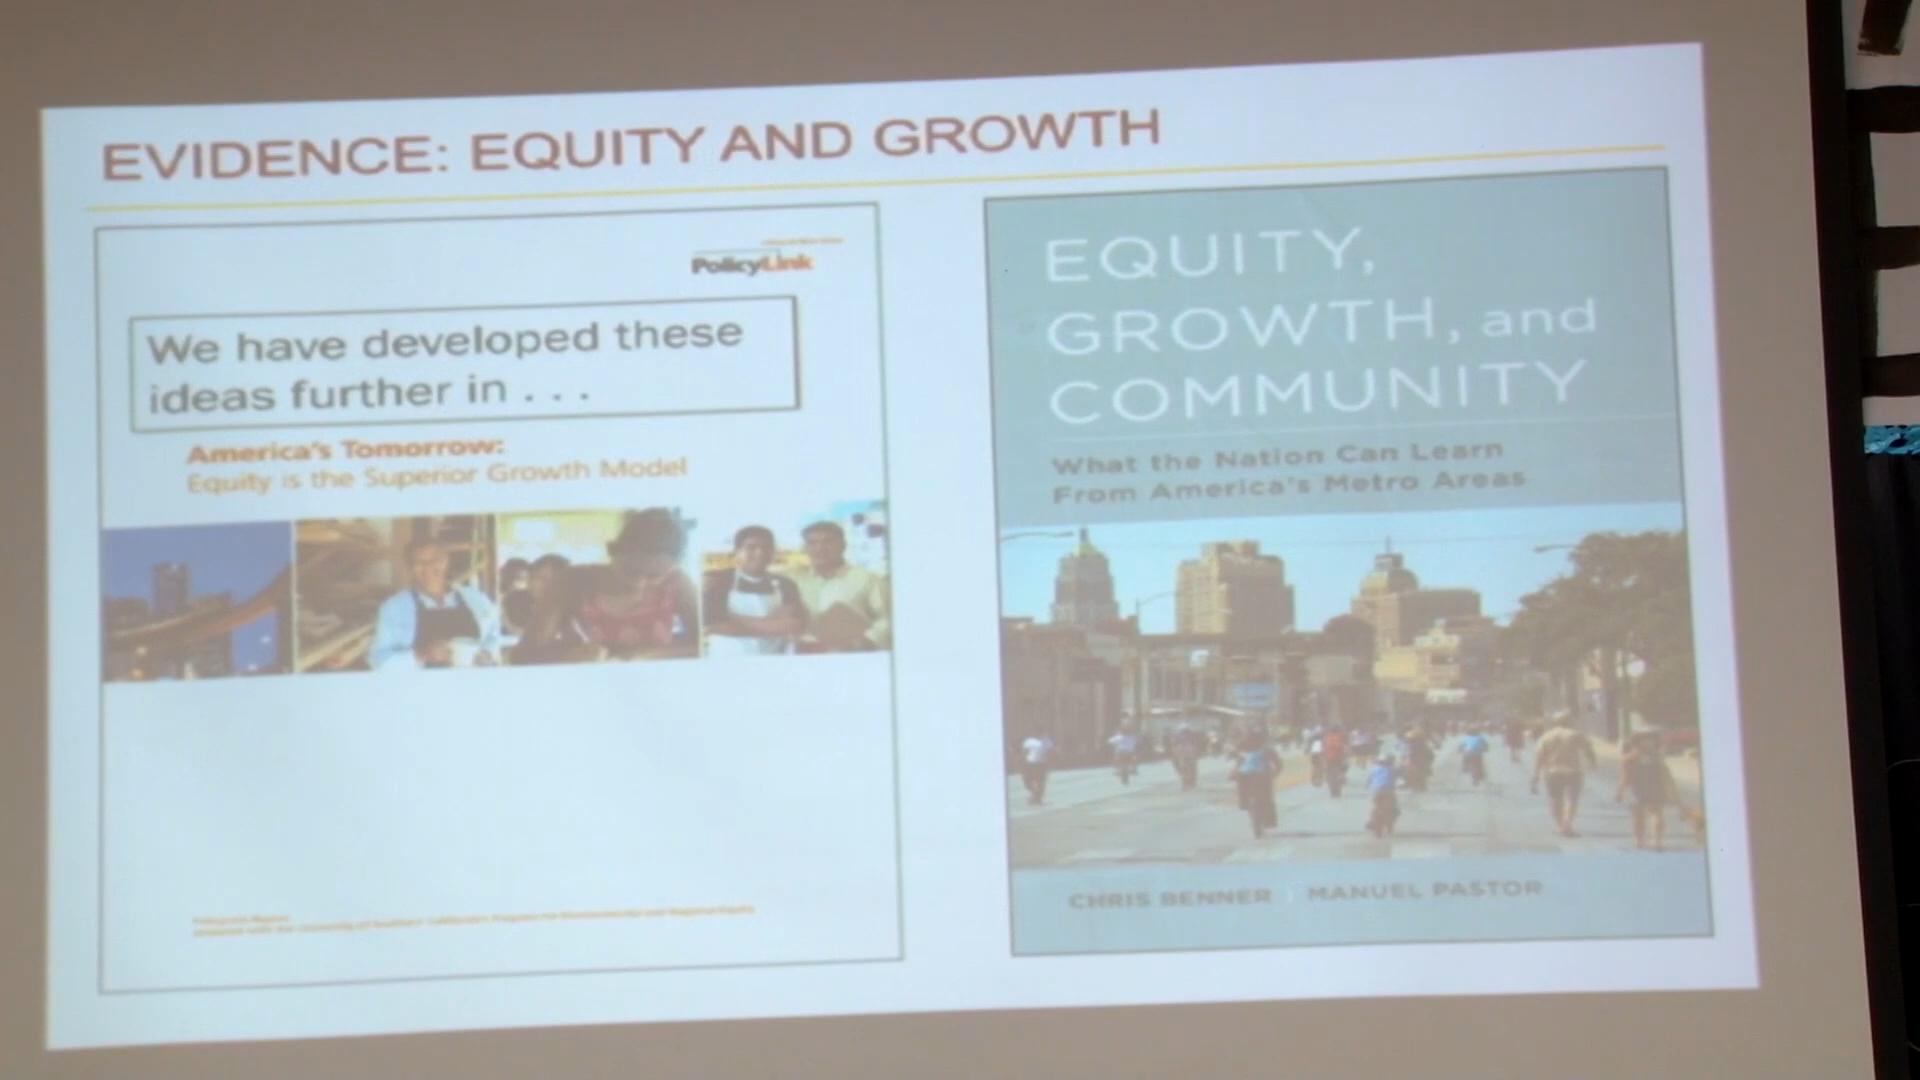 EVIDENCE: EQUITY AND GROWTH
PolicyLink
We have developed these
ideas further in . . .
America's Tomorrow:
Equity is the Superior Growth Model
EQUITY,
GROWTH, and
COMMUNITY
What the Nation Can Learn
From America's Metro Areas
CHRIS BENNER | MANUEL PASTOR